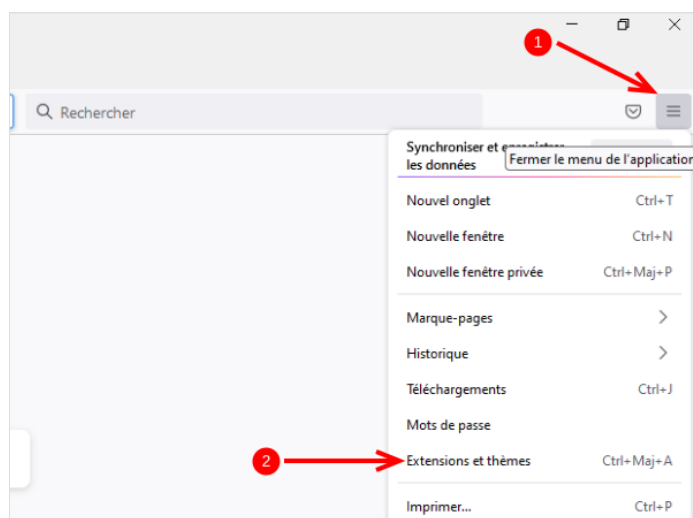 1
Rechercher
Synchroniser et enregistrer
les données
Fermer le menu de l'application
Nouvel onglet Ctrl+T
Nouvelle fenêtre Ctrl+N
Nouvelle fenêtre privée Ctrl+Maj+P
Marque-pages
Historique
Téléchargements Ctrl+J
Mots de passe
2
Extensions et thèmes Ctrl+Maj+A
Imprimer... Ctrl+P